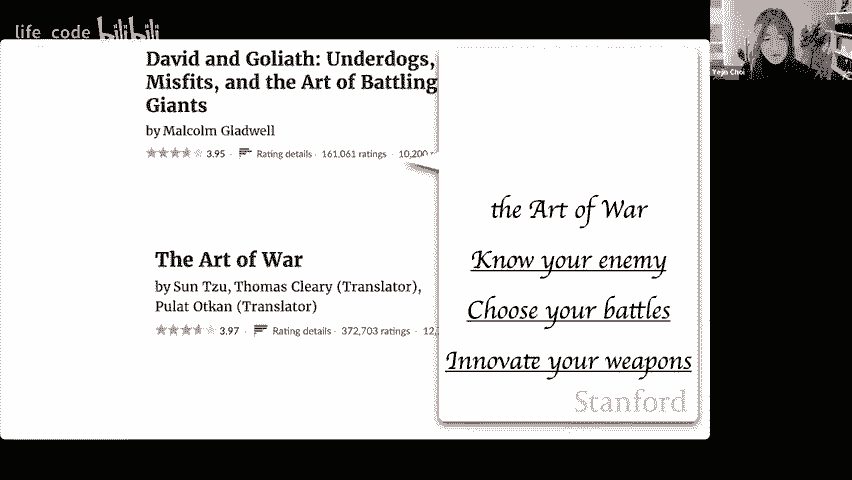 life_code bilibili
Yejin Choi
David and Goliath: Underdogs,
Misfits, and the Art of Battling
Giants
by Malcolm Gladwell
3.95 · Rating details · 161,061 ratings · 10,200
The Art of War
by Sun Tzu, Thomas Cleary (Translator),
Pulat Otkan (Translator)
3.97 · Rating details · 372,703 ratings · 12,
the Art of War
Know your enemy
Choose your battles
Innovate your weapons
Stanford